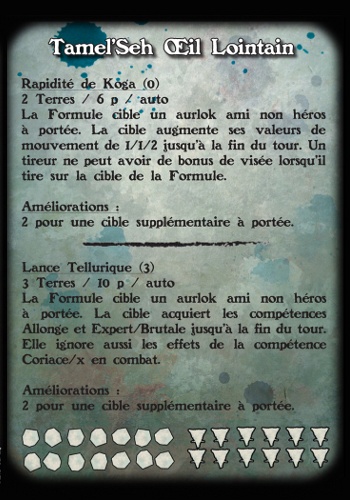 Tamel'Seh Œil Lointain
Rapidité de Kôga (0)
2 Terres / 6 p / auto
La Formule cible un aurlok ami non héros
à portée. La cible augmente ses valeurs de
mouvement de 1/1/2 jusqu'à la fin du tour. Un
tireur ne peut avoir de bonus de visée lorsqu'il
tire sur la cible de la Formule.
Améliorations :
2 pour une cible supplémentaire à portée.
Lance Tellurique (3)
3 Terres / 10 p / auto
La Formule cible un aurlok ami non héros
à portée. La cible acquiert les compétences
Allonge et Expert/Brutale jusqu'à la fin du tour.
Elle ignore aussi les effets de la compétence
Coriace/x en combat.
Améliorations :
2 pour une cible supplémentaire à portée.